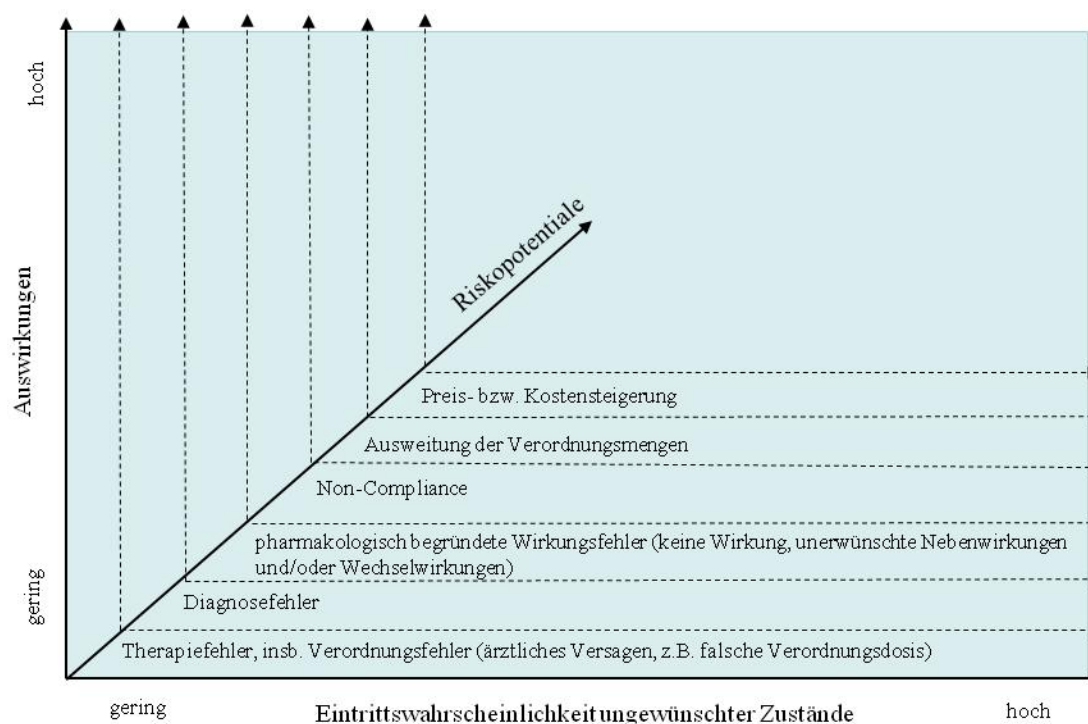 hoch
Auswirkungen
gering
Riskopotentiale
Preis- bzw. Kostensteigerung
Ausweitung der Verordnungsmengen
Non-Compliance
pharmakologisch begründete Wirkungsfehler (keine Wirkung, unerwünschte Nebenwirkungen
und/oder Wechselwirkungen)
Diagnosefehler
Therapiefehler, insb. Verordnungsfehler (ärztliches Versagen, z.B. falsche Verordnungsdosis)
gering
Eintrittswahrscheinlichkeit ungewünschter Zustände
hoch